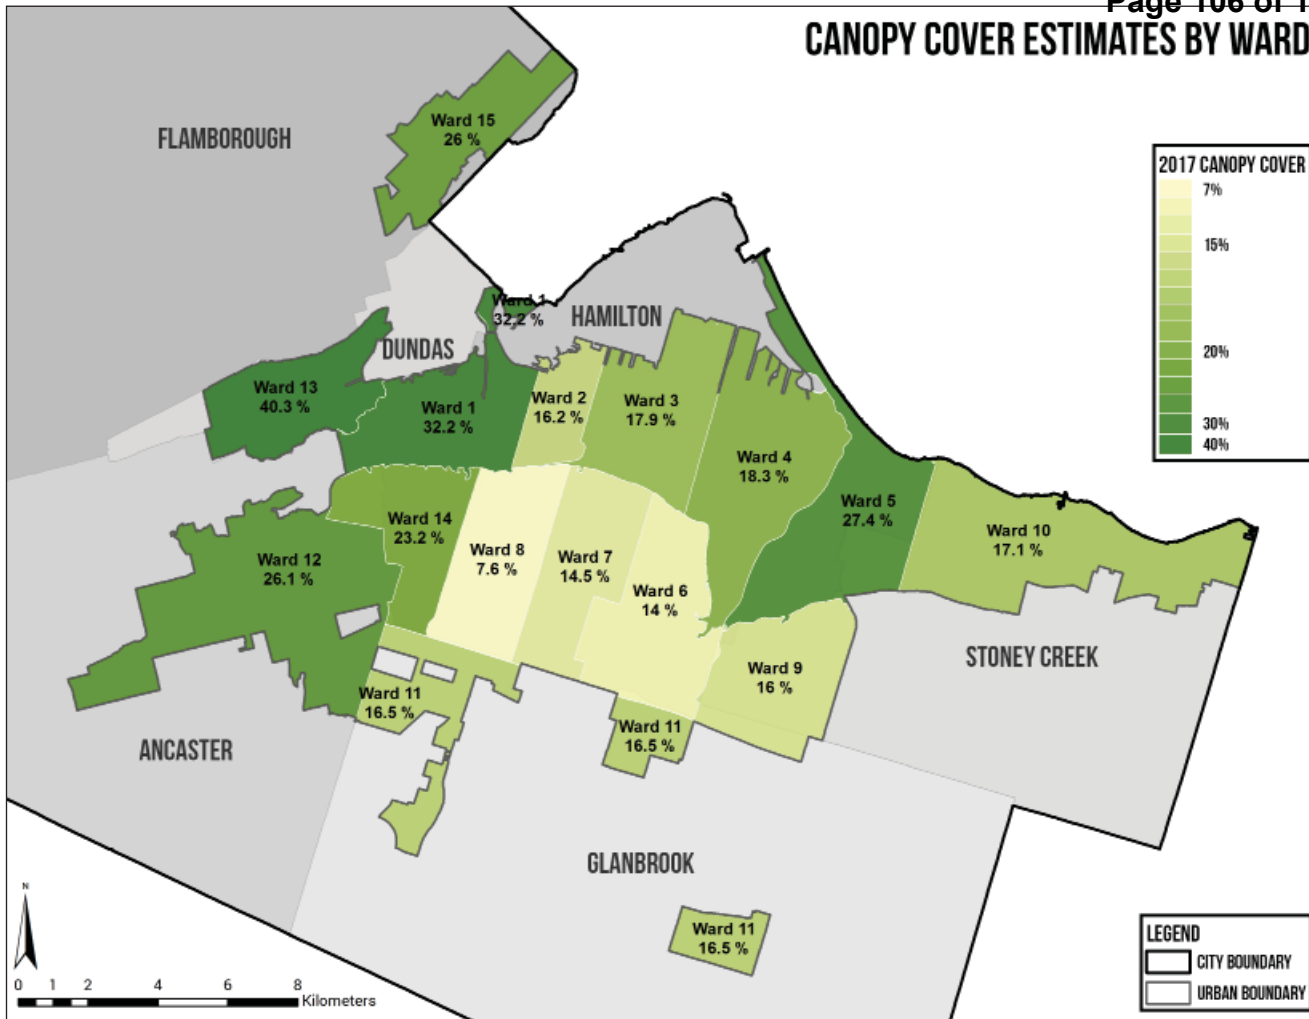 Page 106 of 1
CANOPY COVER ESTIMATES BY WARD
FLAMBOROUGH
Ward 15
26 %
2017 CANOPY COVER
7%
15%
20%
30%
40%
Ward 1
32.2 %
HAMILTON
DUNDAS
Ward 13
40.3 %
Ward 1
32.2 %
Ward 2
16.2 %
Ward 3
17.9 %
Ward 4
18.3 %
Ward 5
27.4 %
Ward 10
17.1 %
Ward 14
23.2 %
Ward 12
26.1 %
Ward 8
7.6 %
Ward 7
14.5 %
Ward 6
14 %
Ward 9
16 %
STONEY CREEK
Ward 11
16.5 %
Ward 11
16.5 %
ANCASTER
GLANBROOK
Ward 11
16.5 %
N
0 1 2 4 6 8
Kilometers
LEGEND
CITY BOUNDARY
URBAN BOUNDARY